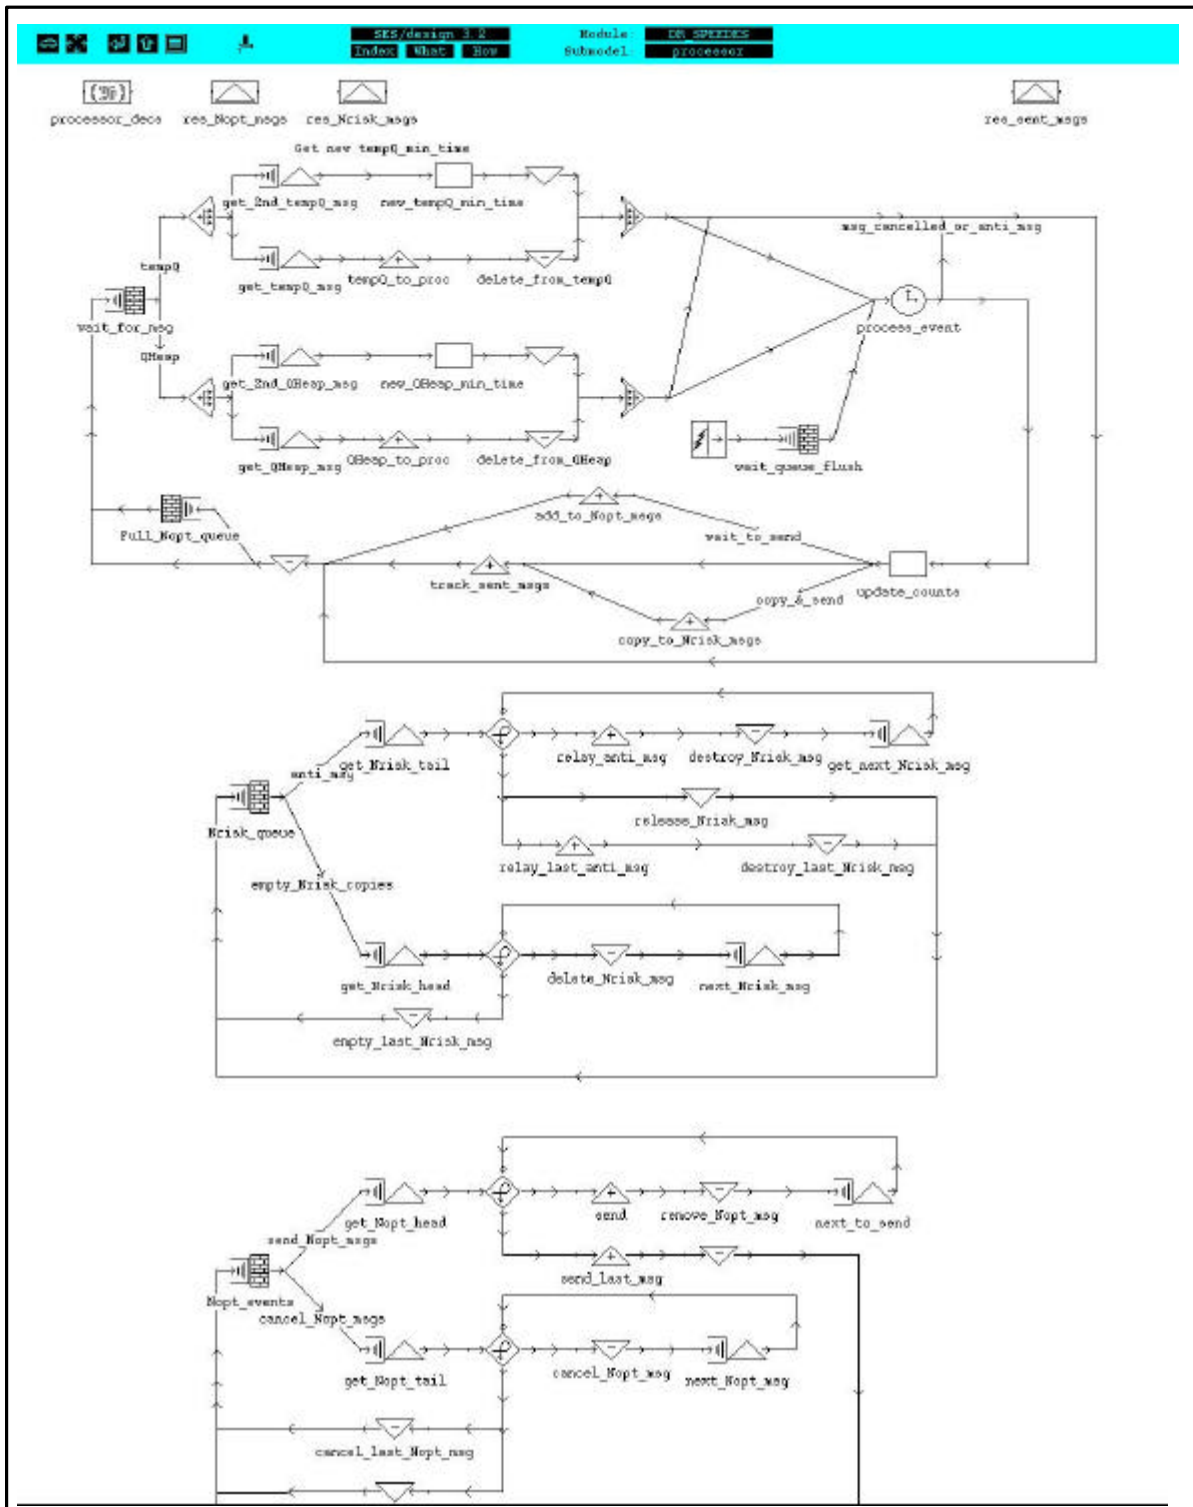 SES/design 3.2
Module: DR_SPEEDES
Index What How
Submodel: processor
processor_decs
res_Nopt_msgs
res_Nrisk_msgs
res_sent_msgs
Get new tempQ_min_time
get_2nd_tempQ_msg
new_tempQ_min_time
msg_cancelled_or_anti_msg
tempQ
get_tempQ_msg
tempQ_to_proc
delete_from_tempQ
wait_for_msg
process_event
QHeap
get_2nd_QHeap_msg
new_QHeap_min_time
get_QHeap_msg
QHeap_to_proc
delete_from_QHeap
wait_queue_flush
add_to_Nopt_msgs
Full_Nopt_queue
wait_to_send
track_sent_msgs
copy_&_send
update_counts
copy_to_Nrisk_msgs
anti_msg
get_Nrisk_tail
relay_anti_msg
destroy_Nrisk_msg
get_next_Nrisk_msg
Nrisk_queue
release_Nrisk_msg
relay_last_anti_msg
destroy_last_Nrisk_msg
empty_Nrisk_copies
get_Nrisk_head
delete_Nrisk_msg
next_Nrisk_msg
empty_last_Nrisk_msg
get_Nopt_head
send
remove_Nopt_msg
next_to_send
send_Nopt_msgs
send_last_msg
Nopt_events
cancel_Nopt_msgs
get_Nopt_tail
cancel_Nopt_msg
next_Nopt_msg
cancel_last_Nopt_msg